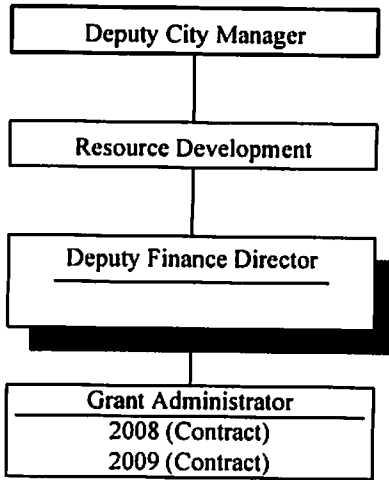 Deputy City Manager
Resource Development
Deputy Finance Director
Grant Administrator
2008 (Contract)
2009 (Contract)